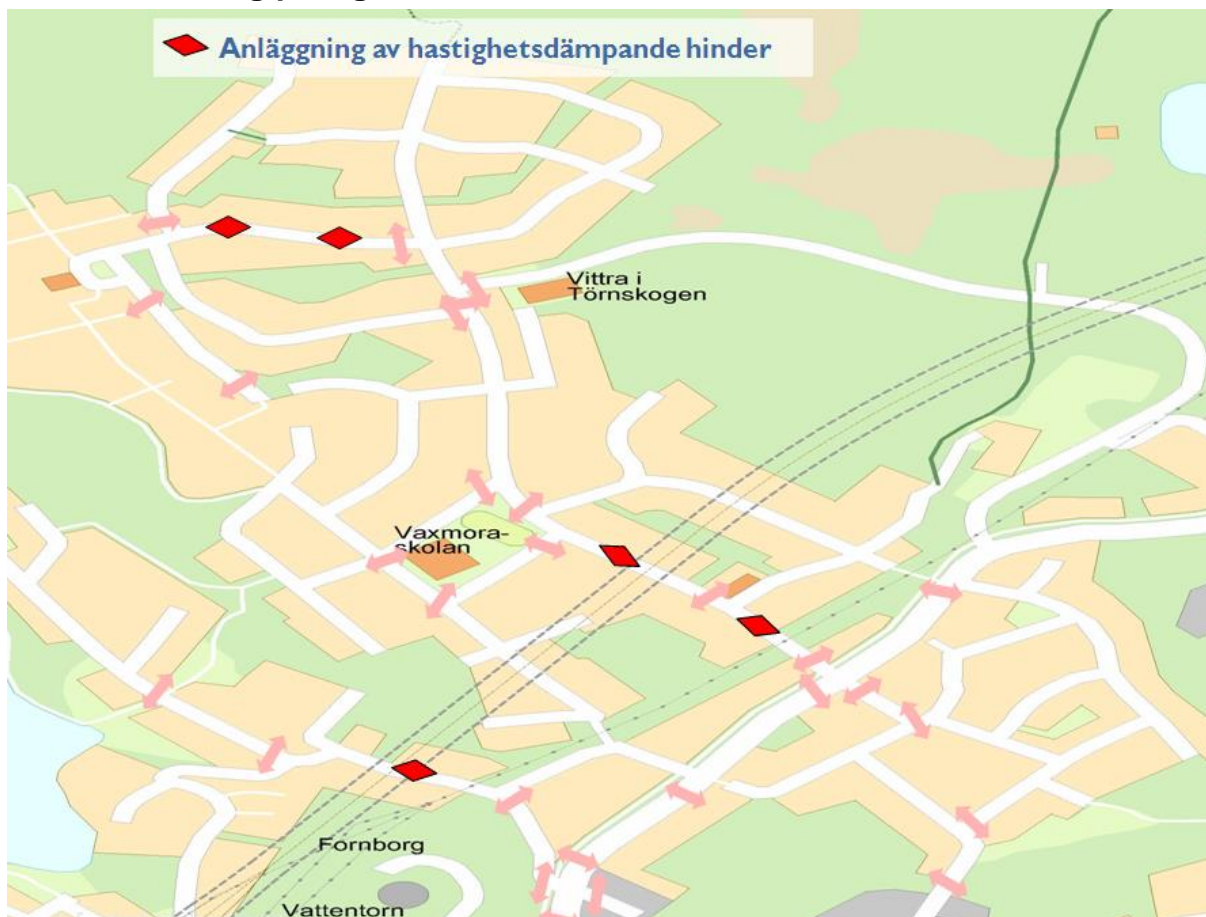 Anläggning av hastighetsdämpande hinder
Vittra i
Törnskogen
Vaxmora-
skolan
Fornborg
Vattentorn